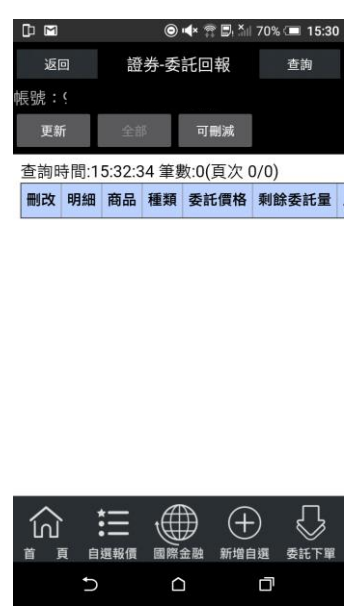 70% 15:30
返回 證券-委託回報 查詢
帳號：
更新 全部 可刪減
查詢時間:15:32:34 筆數:0(頁次 0/0)
刪改 明細 商品 種類 委託價格 剩餘委託量
首 頁 自選報價 國際金融 新增自選 委託下單